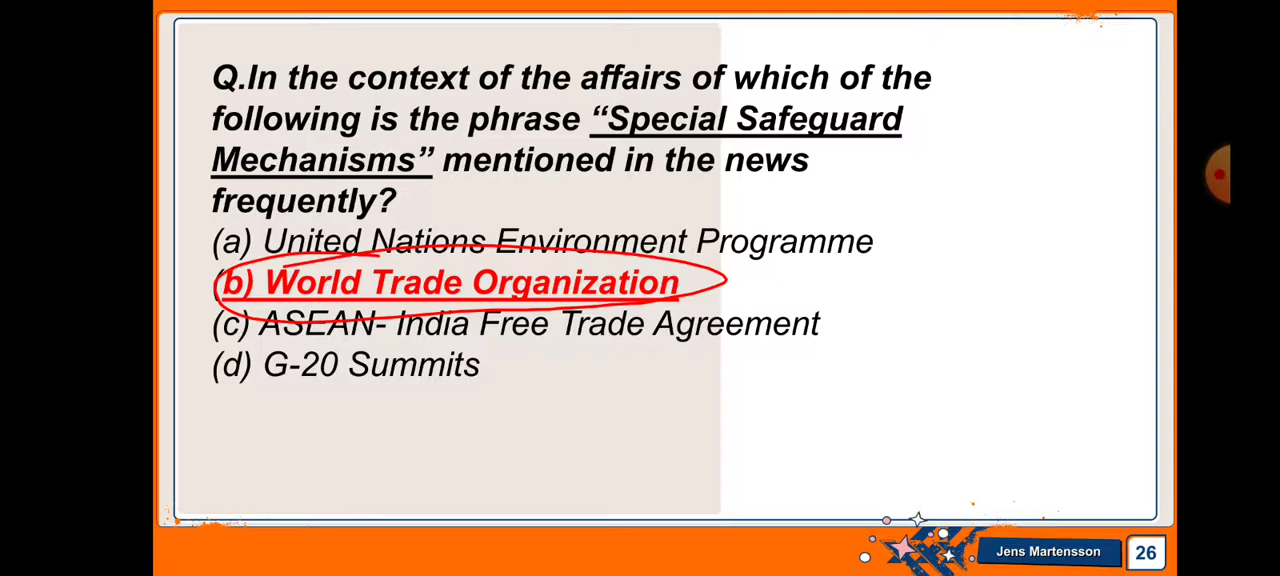 Q.In the context of the affairs of which of the
following is the phrase “Special Safeguard
Mechanisms” mentioned in the news
frequently?
(a) United Nations Environment Programme
(b) World Trade Organization
(c) ASEAN- India Free Trade Agreement
(d) G-20 Summits
Jens Martensson
26